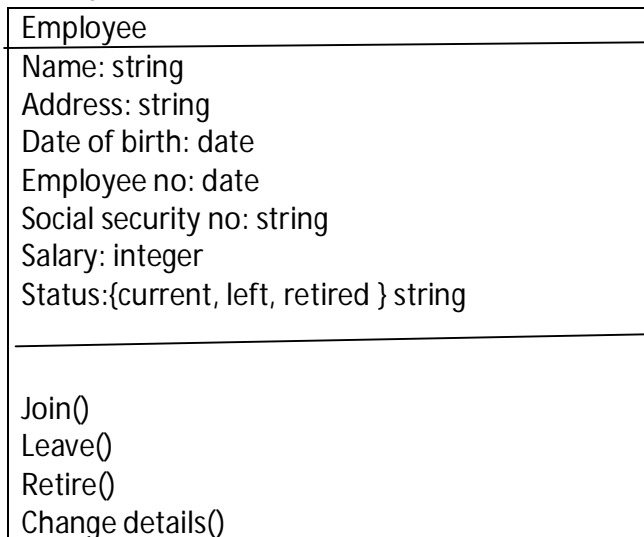 Employee
Name: string
Address: string
Date of birth: date
Employee no: date
Social security no: string
Salary: integer
Status:{current, left, retired } string
Join()
Leave()
Retire()
Change details()